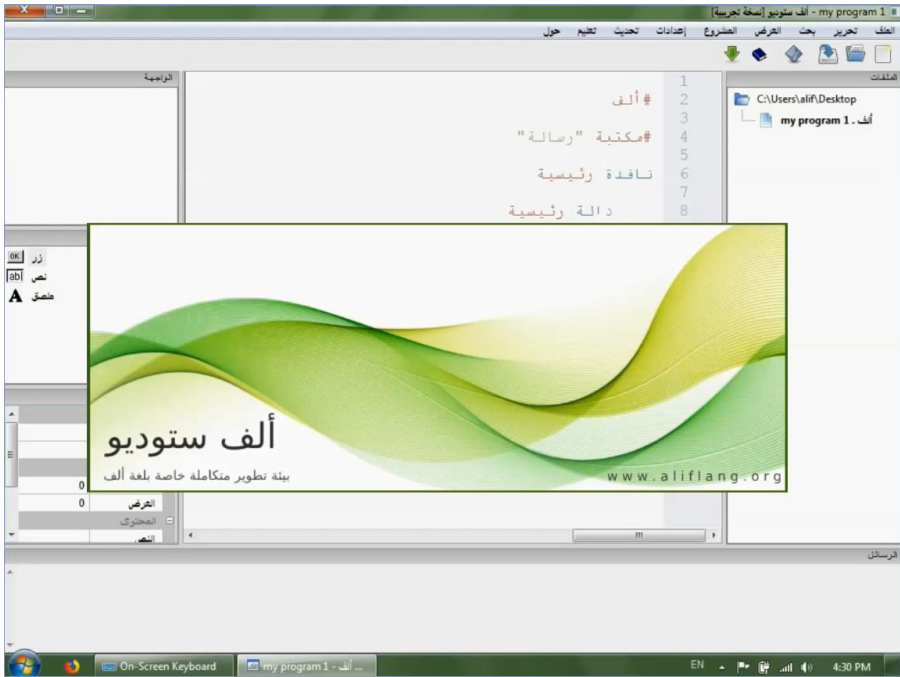 my program 1 - ألف ستوديو [نسخة تجريبية]
الملف تحرير بحث العرض المشروع إعدادات تحديث تعليم حول
الملفات
الواجهة
C:\Users\alif\Desktop
my program 1 . ألف
1
2 #ألف
3
4 #مكتبة "رسالة"
5
6 نافدة رئيسية
7
8 دالة رئيسية
زر
OK
نص
ab
ملصق
A
ألف ستوديو
بيئة تطوير متكاملة خاصة بلغة ألف
www.aliflang.org
0
العرض 0
المحتوى
النص
الرسائل
On-Screen Keyboard
my program 1 - ألف ...
EN
4:30 PM